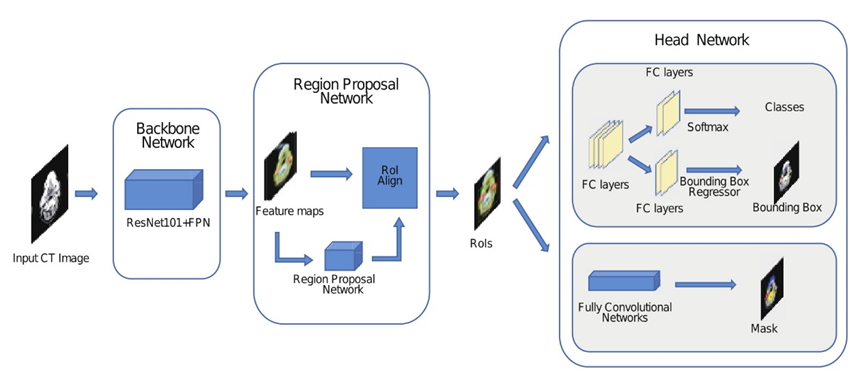 Input CT Image
Backbone
Network
ResNet101+FPN
Region Proposal
Network
Feature maps
RoI
Align
Region Proposal
Network
RoIs
Head Network
FC layers
FC layers
Softmax
Classes
FC layers
Bounding Box
Regressor
Bounding Box
Fully Convolutional
Networks
Mask